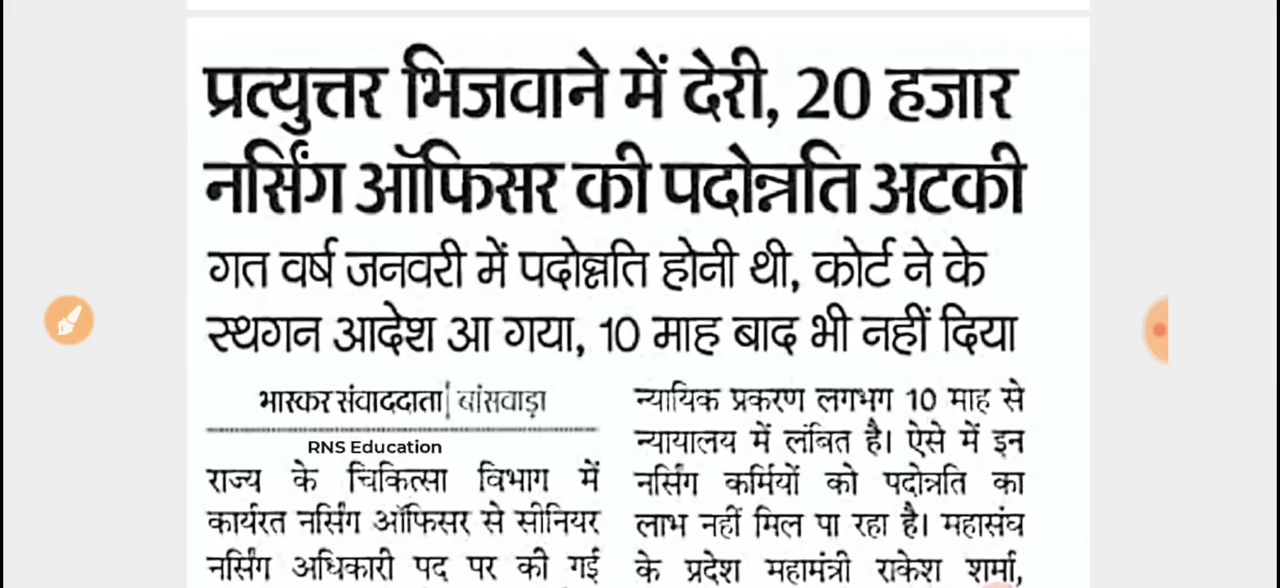 प्रत्युत्तर भिजवाने में देरी, 20 हजार
नर्सिंग ऑफिसर की पदोन्नति अटकी
गत वर्ष जनवरी में पदोन्नति होनी थी, कोर्ट ने के
स्थगन आदेश आ गया, 10 माह बाद भी नहीं दिया
भास्कर संवाददाता| बांसवाड़ा
RNS Education
राज्य के चिकित्सा विभाग में
कार्यरत नर्सिंग ऑफिसर से सीनियर
नर्सिंग अधिकारी पद पर की गई
न्यायिक प्रकरण लगभग 10 माह से
न्यायालय में लंबित है। ऐसे में इन
नर्सिंग कर्मियों को पदोन्नति का
लाभ नहीं मिल पा रहा है। महासंघ
के प्रदेश महामंत्री राकेश शर्मा,